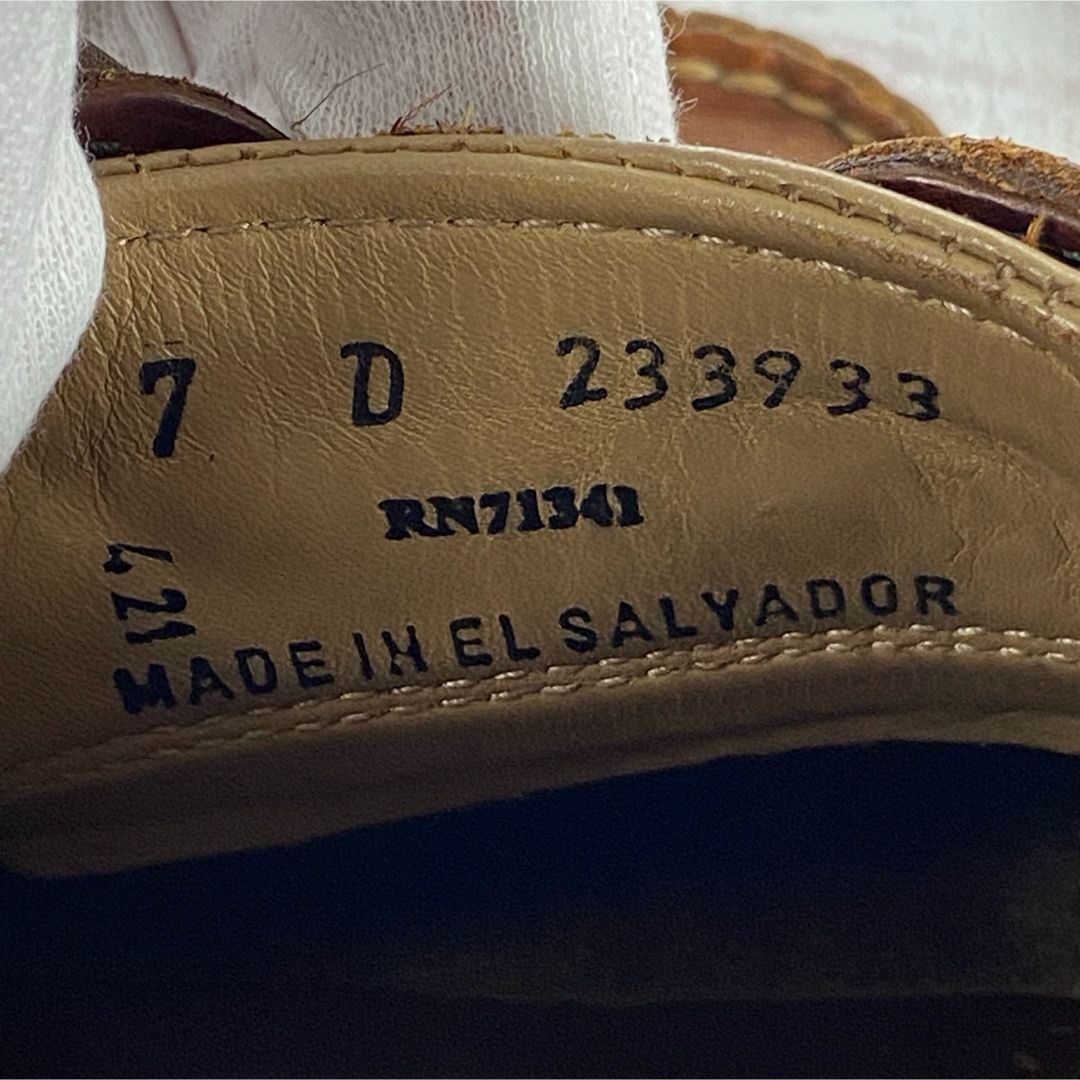 7 D 233933
RN71341
421
MADE IN EL SALVADOR